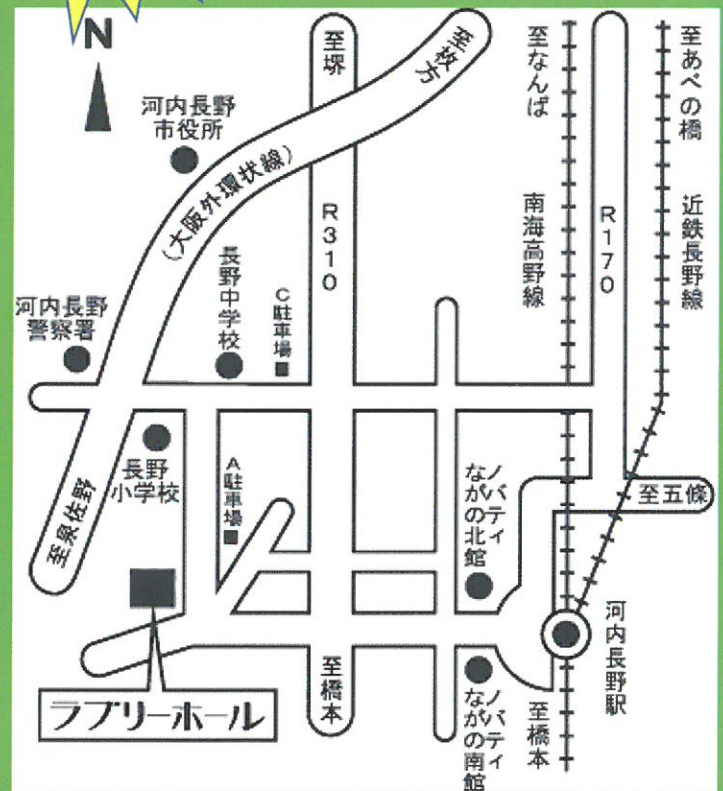 N
至堺
至枚方
至なんば
至あべの橋
河内長野
市役所
(大阪外環状線)
R310
南海高野線
R170
近鉄長野線
長野中学校
C駐車場
河内長野
警察署
長野
小学校
A駐車場
至泉佐野
ノバティ
ながの北館
至五條
河内長野駅
ラブリーホール
至橋本
ノバティ
ながの南館
至橋本